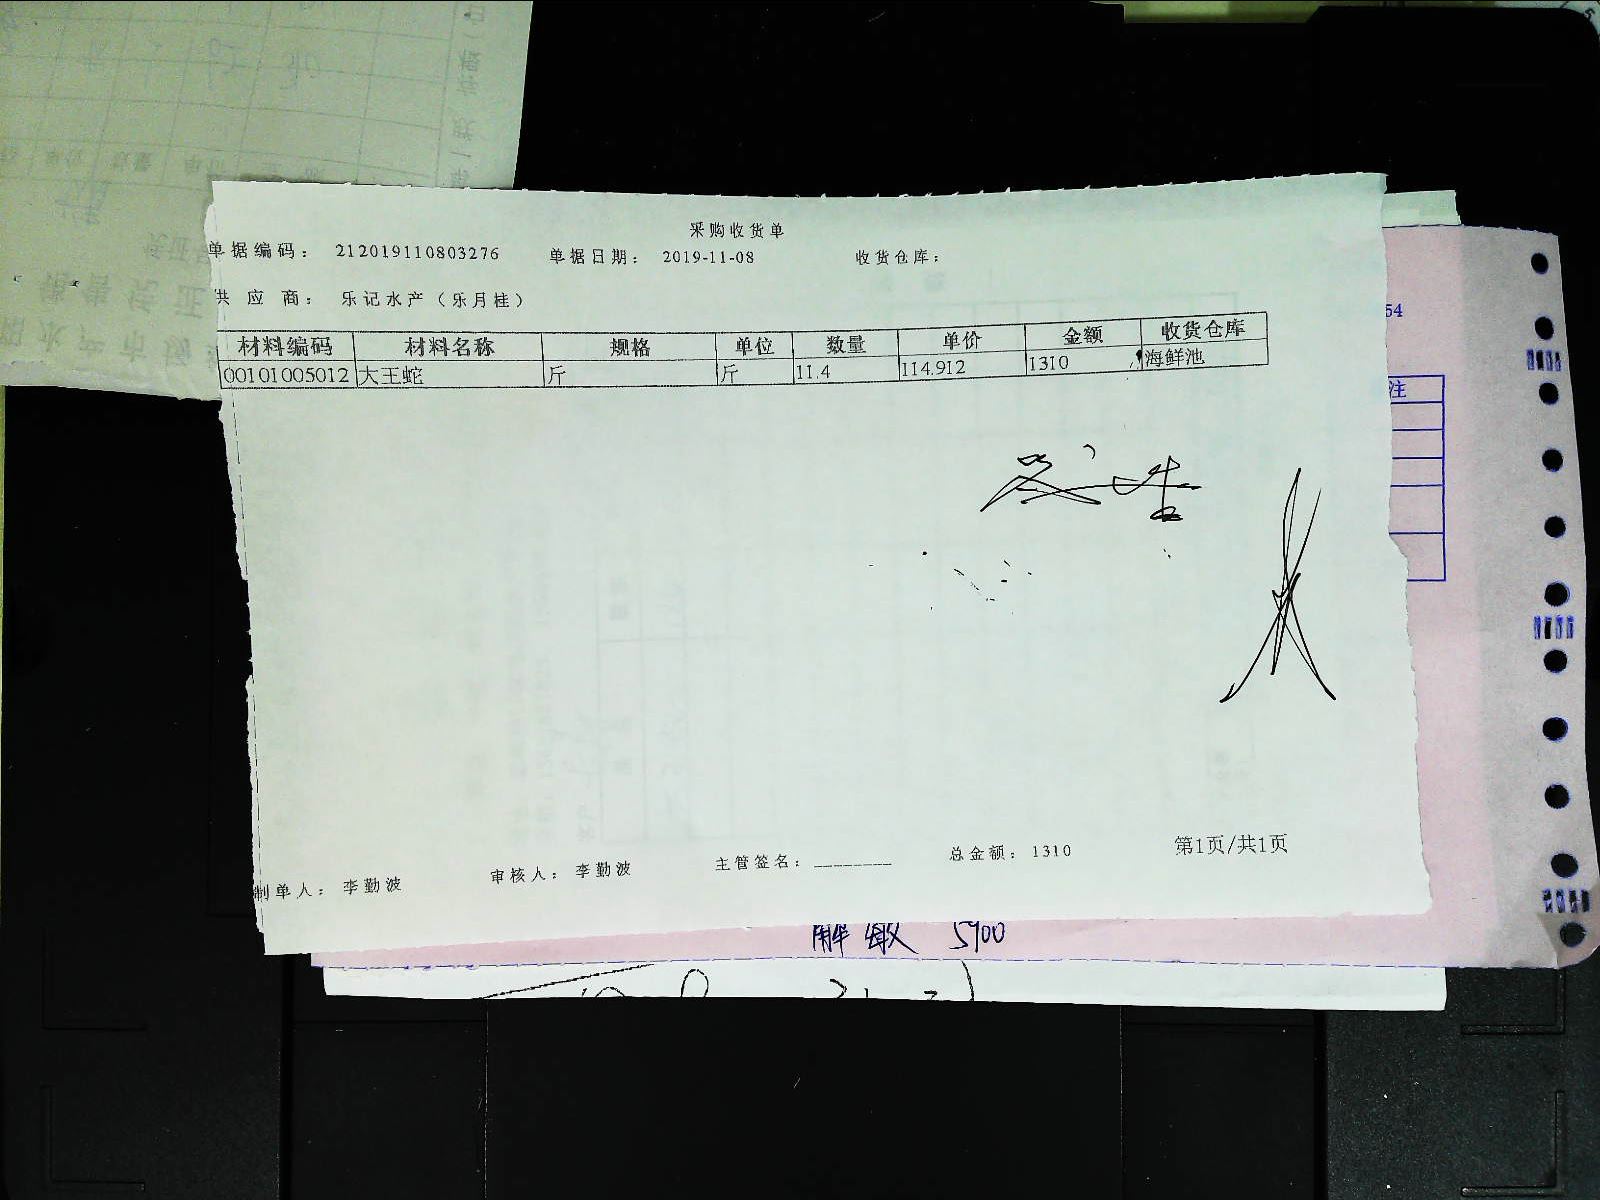 采购收货单
单据编码： 212019110803276 单据日期： 2019-11-08 收货仓库：
供 应 商： 乐记水产（乐月桂）
材料编码 材料名称 规格 单位 数量 单价 金额 收货仓库
00101005012 大王蛇 斤 斤 11.4 114.912 1310 海鲜池
制单人： 李勤波 审核人： 李勤波 主管签名： ________ 总金额： 1310 第1页/共1页
54
注
5900